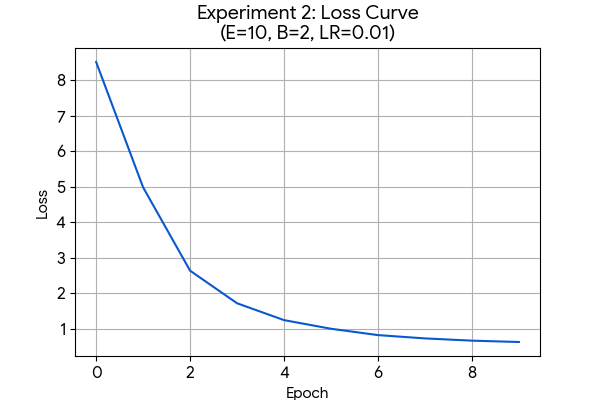 Experiment 2: Loss Curve
(E=10, B=2, LR=0.01)
Loss
8
7
6
5
4
3
2
1
0 2 4 6 8
Epoch